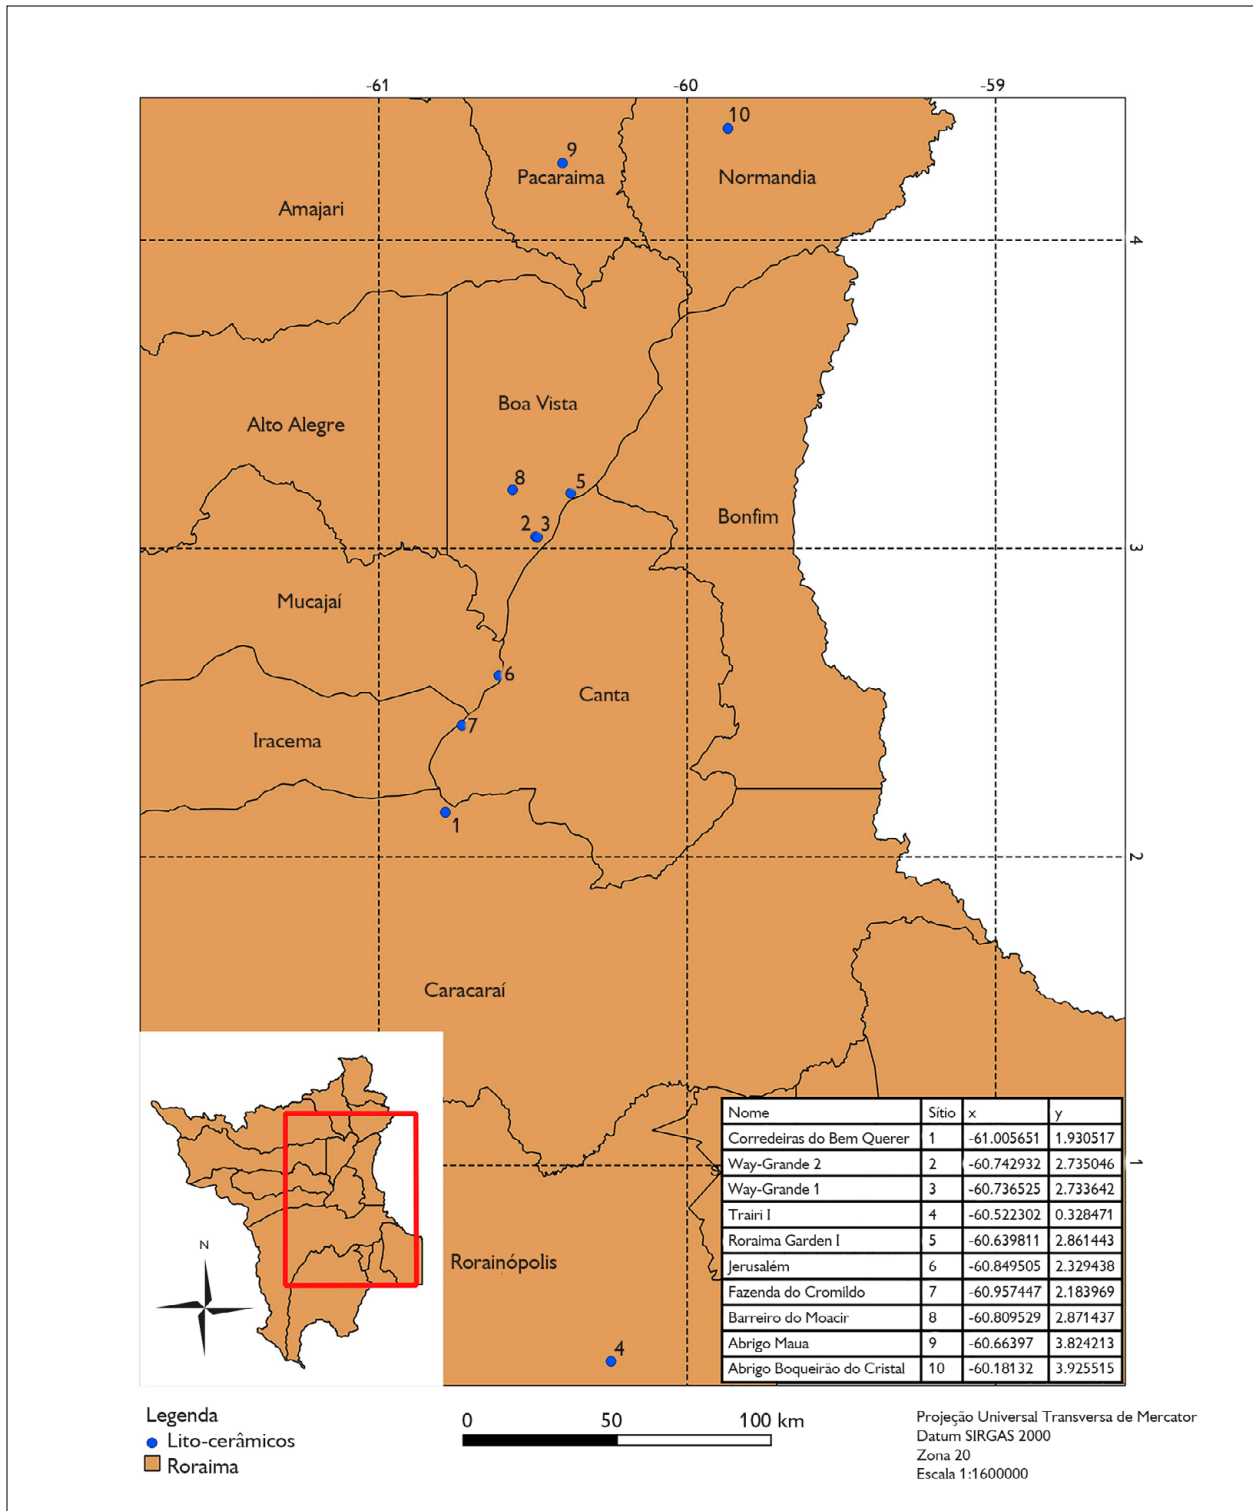 -61 -60 -59
10
9
Pacaraima
Normandia
Amajari
4
Boa Vista
Alto Alegre
8 5
Bonfim
2 3
3
Mucajaí
6
Canta
7
Iracema
1
2
Caracaraí
Nome Sítio x y
Corredeiras do Bem Querer 1 -61.005651 1.930517
Way-Grande 2 2 -60.742932 2.735046
Way-Grande 1 3 -60.736525 2.733642
Trairi I 4 -60.522302 0.328471
Roraima Garden I 5 -60.639811 2.861443
Jerusalém 6 -60.849505 2.329438
Fazenda do Cromildo 7 -60.957447 2.183969
Barreiro do Moacir 8 -60.809529 2.871437
Abrigo Maua 9 -60.66397 3.824213
Abrigo Boqueirão do Cristal 10 -60.18132 3.925515
1
N
Rorainópolis
4
Legenda
Lito-cerâmicos
Roraima
0 50 100 km
Projeção Universal Transversa de Mercator
Datum SIRGAS 2000
Zona 20
Escala 1:1600000